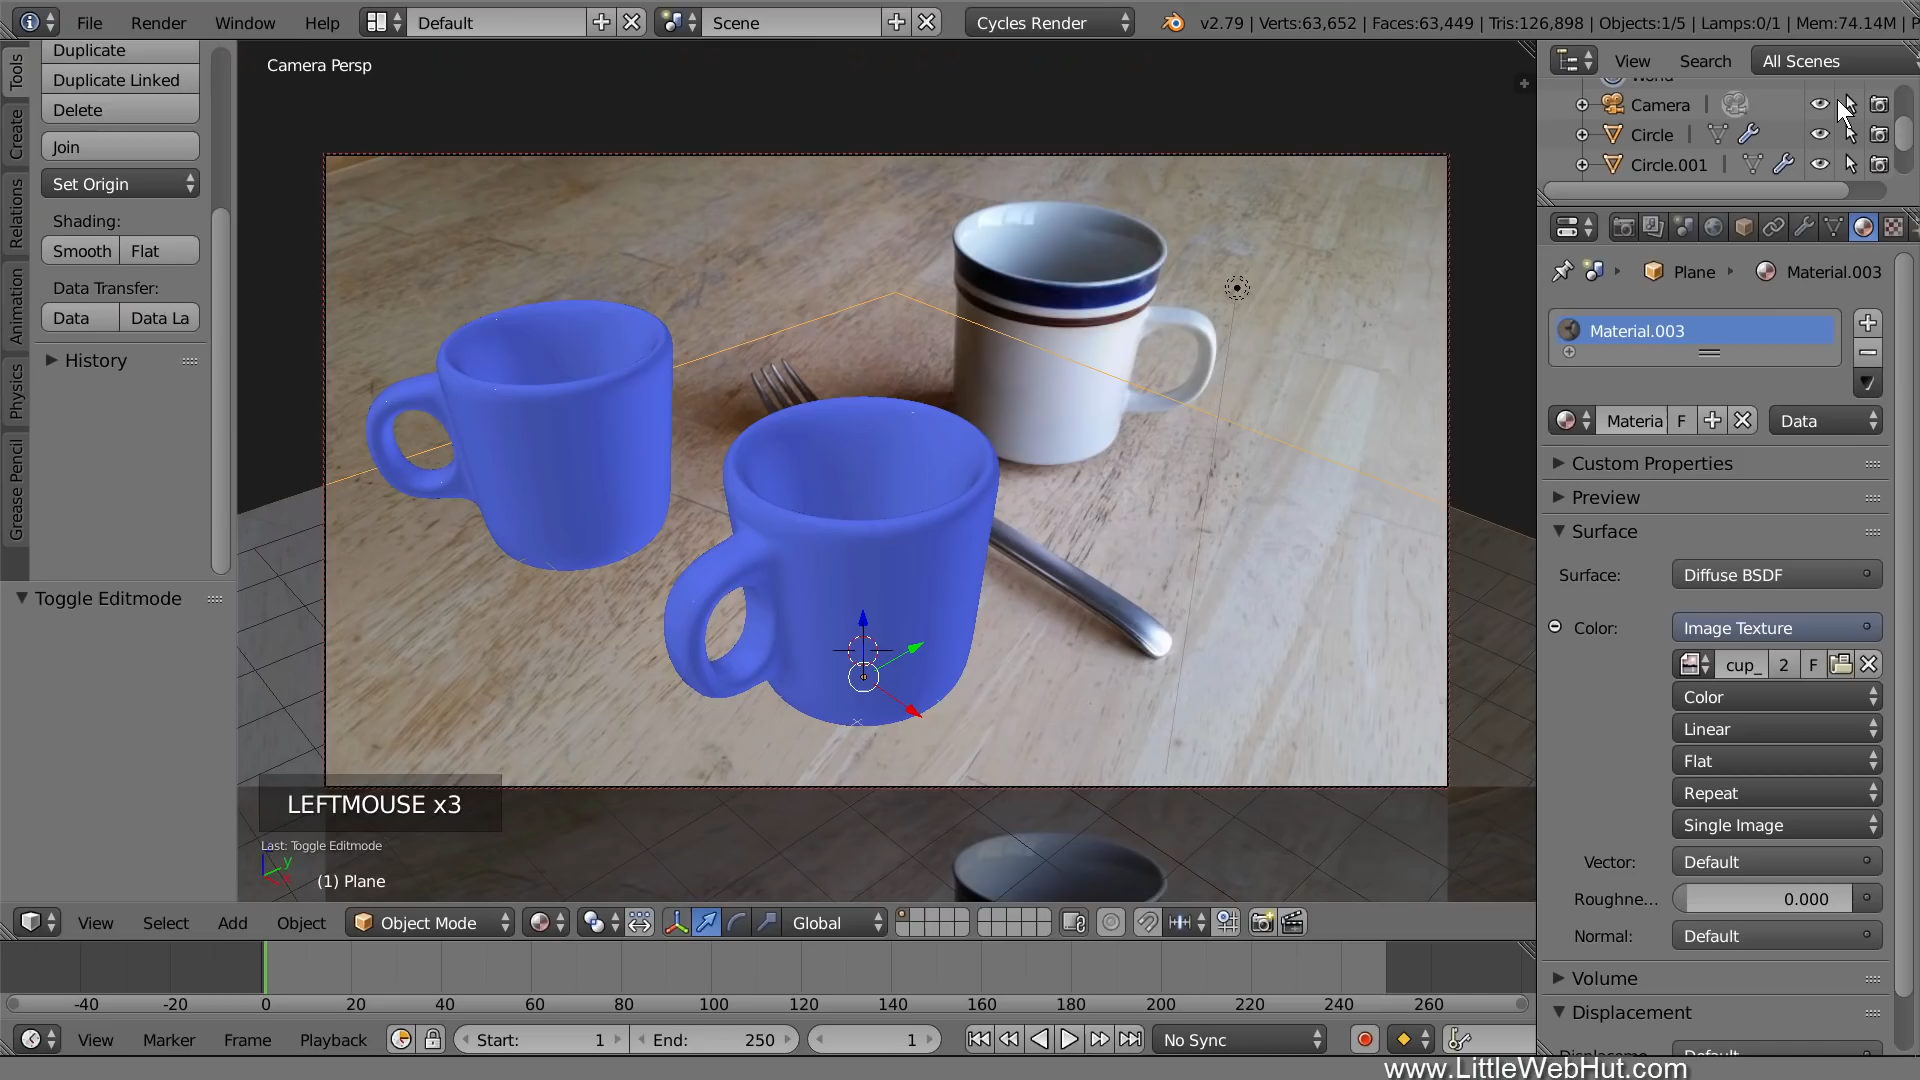 File Render Window Help Default Scene Cycles Render v2.79 | Verts:63,652 | Faces:63,449 | Tris:126,898 | Objects:1/5 | Lamps:0/1 | Mem:74.14M | P
Duplicate
Duplicate Linked
Delete
Join
Set Origin
Shading:
Smooth Flat
Data Transfer:
Data Data La
History
Toggle Editmode
Tools
Create
Relations
Animation
Physics
Grease Pencil
Camera Persp
LEFTMOUSE x3
Last: Toggle Editmode
y
(1) Plane
View Search All Scenes
World
Camera
Circle
Circle.001
Plane Material.003
Material.003
Materia F Data
Custom Properties
Preview
Surface
Surface: Diffuse BSDF
Color: Image Texture
cup_ 2 F
Color
Linear
Flat
Repeat
Single Image
Vector: Default
Roughne... 0.000
Normal: Default
Volume
Displacement
Displaceme... Default
View Select Add Object Object Mode Global
-40 -20 0 20 40 60 80 100 120 140 160 180 200 220 240 260
View Marker Frame Playback Start: 1 End: 250 1 No Sync
www.LittleWebHut.com